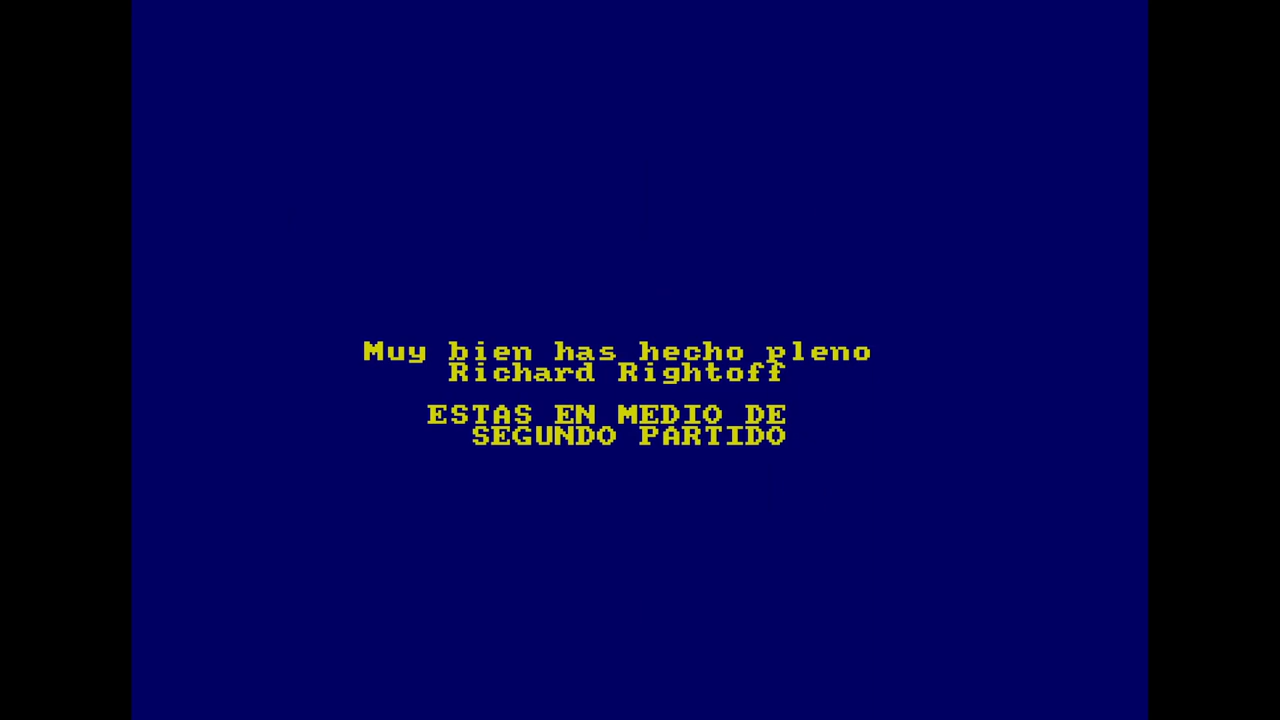 Muy bien has hecho pleno
Richard Rightoff
ESTAS EN MEDIO DE
SEGUNDO PARTIDO